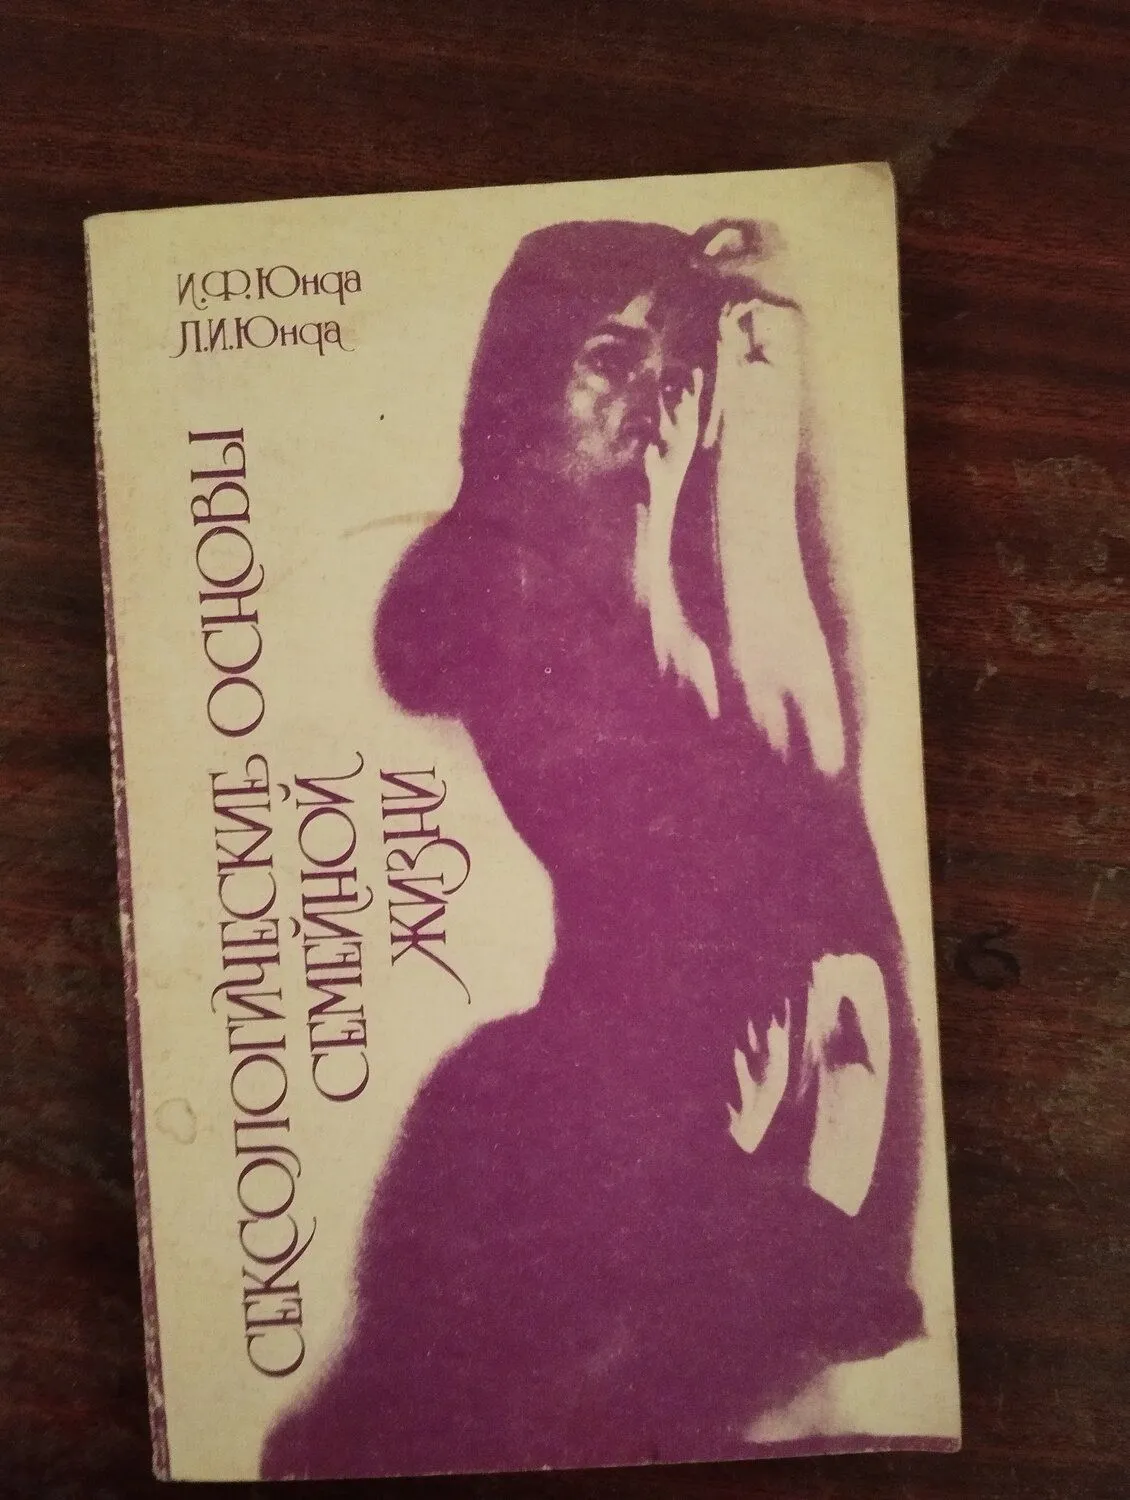 И.Ф.Юнда
Л.И.Юнда
СЕКСОЛОГИЧЕСКИЕ ОСНОВЫ
СЕМЕЙНОЙ
ЖИЗНИ